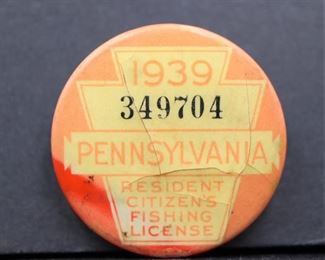 1939
349704
PENNSYLVANIA
RESIDENT
CITIZEN'S
FISHING
LICENSE